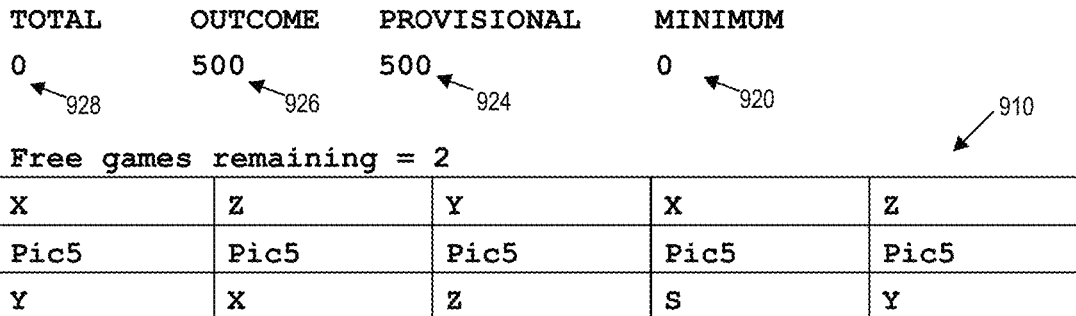 TOTAL OUTCOME PROVISIONAL MINIMUM
0 500 500 0
928 926 924 920
910
Free games remaining = 2
X Z Y X Z
Pic5 Pic5 Pic5 Pic5 Pic5
Y X Z S Y